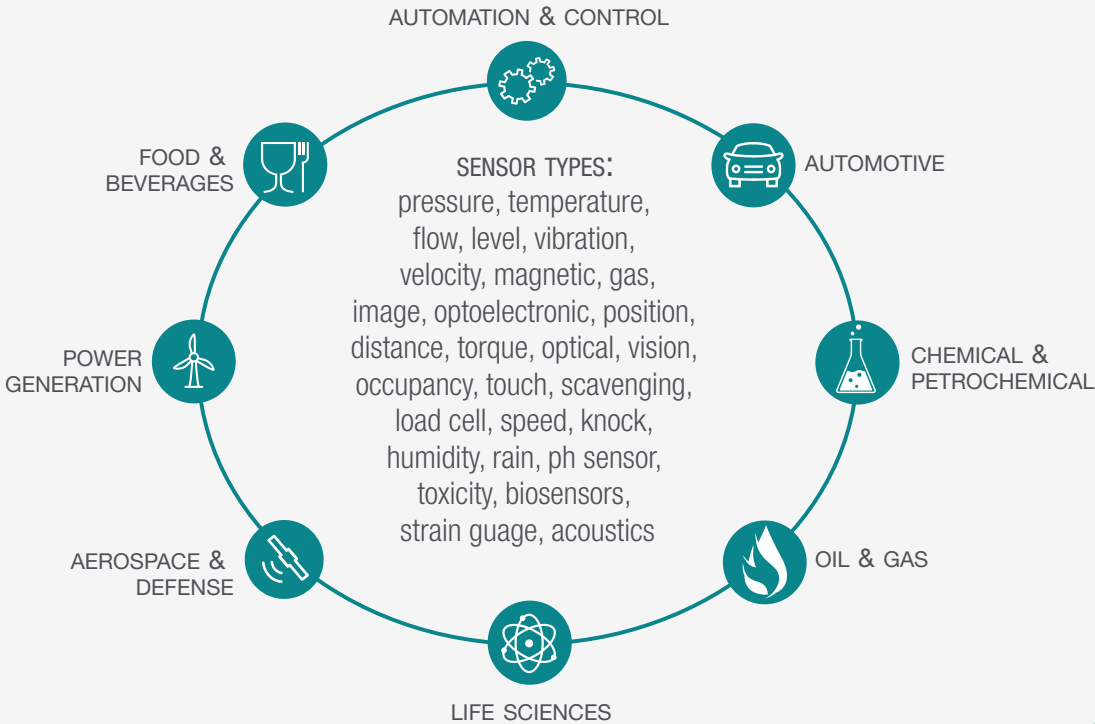 AUTOMATION & CONTROL
FOOD &
BEVERAGES
AUTOMOTIVE
SENSOR TYPES:
pressure, temperature,
flow, level, vibration,
velocity, magnetic, gas,
image, optoelectronic, position,
distance, torque, optical, vision,
occupancy, touch, scavenging,
load cell, speed, knock,
humidity, rain, ph sensor,
toxicity, biosensors,
strain guage, acoustics
POWER
GENERATION
CHEMICAL &
PETROCHEMICAL
AEROSPACE &
DEFENSE
OIL & GAS
LIFE SCIENCES